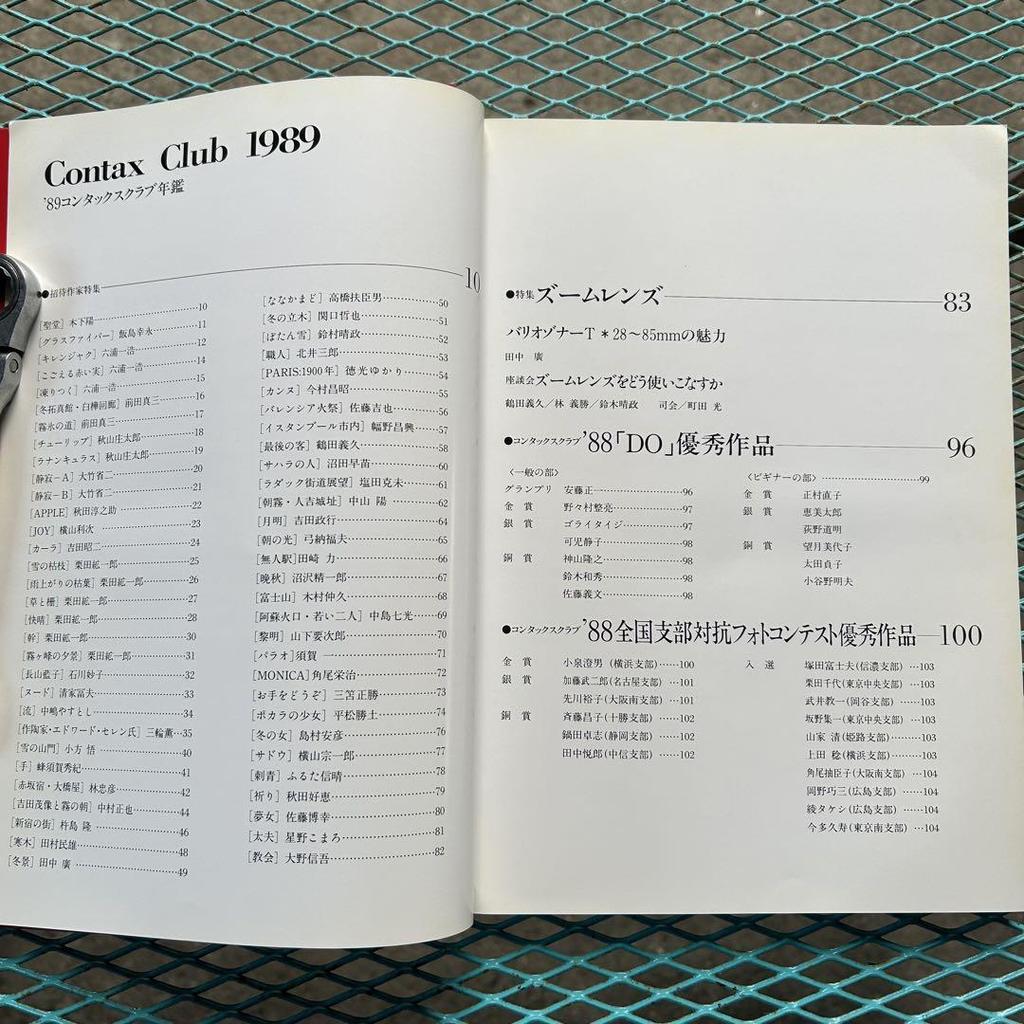 Contax Club 1989
'89コンタックスクラブ年鑑
●招待作家特集 10
[聖堂] 木下陽 10
[グラスファイバー] 飯島幸永 11
[キレンジャク] 六浦一浩 12
[こごえる赤い実] 六浦一浩 14
[凍りつく] 六浦一浩 15
[冬拓真館・白樺回廊] 前田真三 16
[霧氷の道] 前田真三 17
[チューリップ] 秋山庄太郎 18
[ラナンキュラス] 秋山庄太郎 19
[静寂-A] 大竹省二 20
[静寂-B] 大竹省二 21
[APPLE] 秋田淳之助 22
[JOY] 横山利次 23
[カーラ] 吉田昭二 24
[雪の枯枝] 栗田紘一郎 25
[雨上がりの枯葉] 栗田紘一郎 26
[草と柵] 栗田紘一郎 27
[快晴] 栗田紘一郎 28
[幹] 栗田紘一郎 30
[霧ヶ峰の夕景] 栗田紘一郎 31
[長山藍子] 石川妙子 32
[ヌード] 清家冨夫 33
[流] 中嶋やすとし 34
[作陶家・エドワード・セレン氏] 三輪薫 35
[雪の山門] 小方悟 40
[手] 蜂須賀秀紀 41
[赤坂宿・大橋屋] 林忠彦 42
[吉田茂像と霧の朝] 中村正也 44
[新宿の街] 杵島隆 46
[寒木] 田村民雄 48
[冬景] 田中廣 49
[ななかまど] 高橋扶臣男 50
[冬の立木] 関口哲也 51
[ぼたん雪] 鈴村晴政 52
[職人] 北井三郎 53
[PARIS:1900年] 徳光ゆかり 54
[カンヌ] 今村昌昭 55
[バレンシア火祭] 佐藤吉也 56
[イスタンブール市内] 幅野昌興 57
[最後の客] 鶴田義久 58
[サハラの人] 沼田早苗 60
[ラダック街道展望] 塩田克未 61
[朝霧・人吉城址] 中山陽 62
[月明] 吉田政行 64
[朝の光] 弓納福夫 65
[無人駅] 田崎力 66
[晩秋] 沼沢精一郎 67
[富士山] 木村仲久 68
[阿蘇火口・若い二人] 中島七光 69
[黎明] 山下要次郎 70
[パラオ] 須賀一 71
[MONICA] 角尾栄治 72
[お手をどうぞ] 三笘正勝 73
[ポカラの少女] 平松勝士 74
[冬の女] 島村安彦 76
[サドウ] 横山宗一郎 77
[刺青] ふるた信晴 78
[祈り] 秋田好恵 79
[夢女] 佐藤博幸 80
[太夫] 星野こまろ 81
[教会] 大野信吾 82
●特集 ズームレンズ 83
バリオゾナーT*28~85mmの魅力
田中 廣
座談会 ズームレンズをどう使いこなすか
鶴田義久/林 義勝/鈴木晴政 司会/町田 光
●コンタックスクラブ '88「DO」優秀作品 96
〈一般の部〉
グランプリ 安藤正 96
金賞 野々村整亮 97
銀賞 ゴライタイジ 97
可児静子 98
銅賞 神山隆之 98
鈴木和秀 98
佐藤義文 98
〈ビギナーの部〉 99
金賞 正村直子
銀賞 恵美太郎
荻野道明
銅賞 望月美代子
太田貞子
小谷野明夫
●コンタックスクラブ '88全国支部対抗フォトコンテスト優秀作品 100
金賞 小泉澄男(横浜支部) 100
銀賞 加藤武二郎(名古屋支部) 101
先川裕子(大阪南支部) 101
銅賞 斉藤昌子(十勝支部) 102
鍋田卓志(静岡支部) 102
田中悦郎(中信支部) 102
入選 塚田富士夫(信濃支部) 103
栗田千代(東京中央支部) 103
武井教一(岡谷支部) 103
坂野集一(東京中央支部) 103
山家 清(姫路支部) 103
上田 稔(横浜支部) 103
角尾抽臣子(大阪南支部) 104
岡野巧三(広島支部) 104
綾タケシ(広島支部) 104
今多久寿(東京南支部) 104